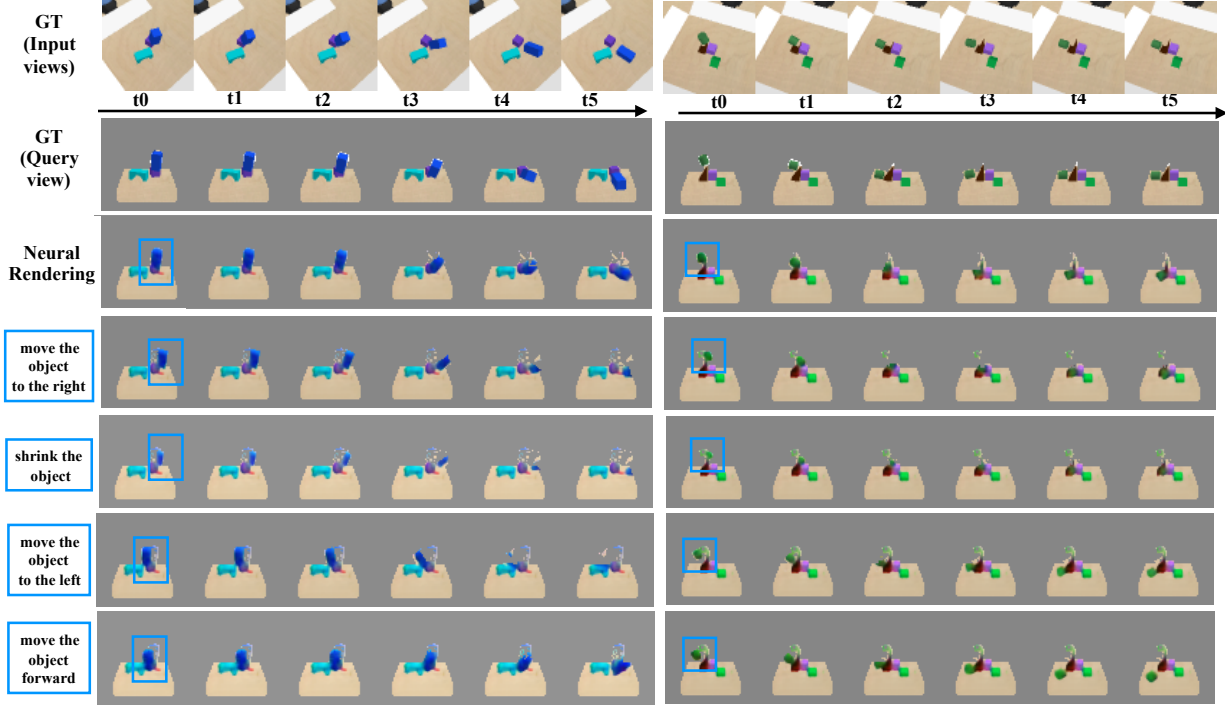 GT
(Input
views)
t0 t1 t2 t3 t4 t5
t0 t1 t2 t3 t4 t5
GT
(Query
view)
Neural
Rendering
move the
object
to the right
shrink the
object
move the
object
to the left
move the
object
forward